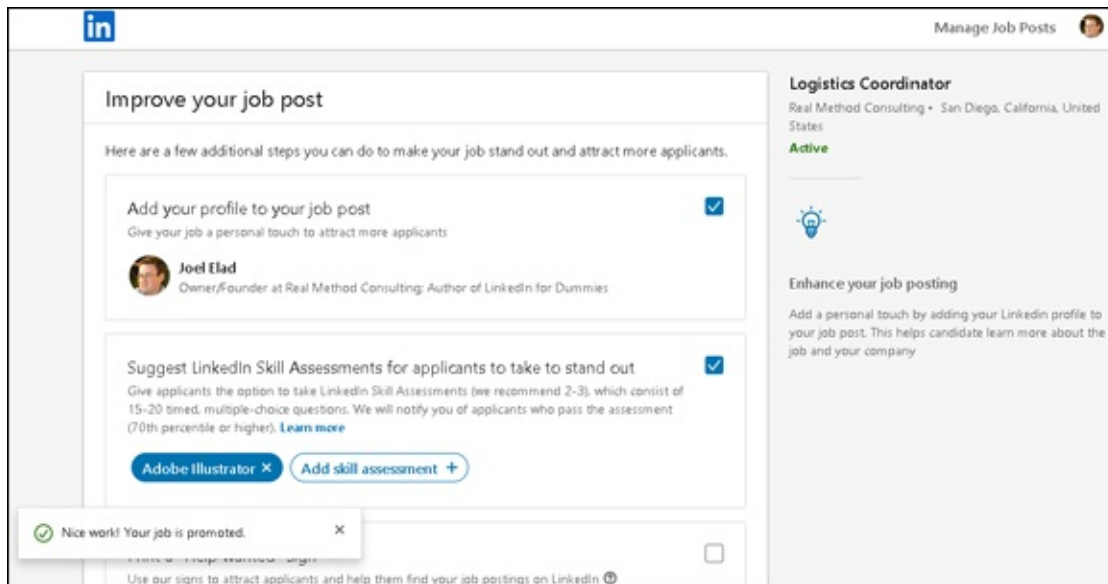 in
Manage Job Posts
Improve your job post
Here are a few additional steps you can do to make your job stand out and attract more applicants.
Add your profile to your job post
Give your job a personal touch to attract more applicants
Joel Elad
Owner/Founder at Real Method Consulting; Author of LinkedIn for Dummies
Suggest LinkedIn Skill Assessments for applicants to take to stand out
Give applicants the option to take LinkedIn Skill Assessments (we recommend 2-3), which consist of
15-20 timed, multiple-choice questions. We will notify you of applicants who pass the assessment
(70th percentile or higher). Learn more
Adobe Illustrator ×
Add skill assessment +
Nice work! Your job is promoted. ×
Print a "Help Wanted" Sign
Use our signs to attract applicants and help them find your job postings on LinkedIn
Logistics Coordinator
Real Method Consulting • San Diego, California, United
States
Active
Enhance your job posting
Add a personal touch by adding your Linkedin profile to
your job post. This helps candidate learn more about the
job and your company